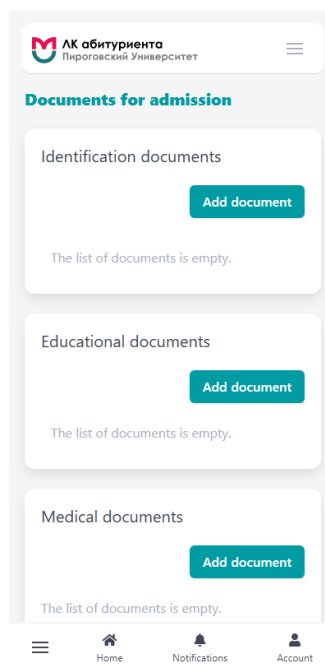 ЛК абитуриента
Пироговский Университет
Documents for admission
Identification documents
Add document
The list of documents is empty.
Educational documents
Add document
The list of documents is empty.
Medical documents
Add document
The list of documents is empty.
Home
Notifications
Account